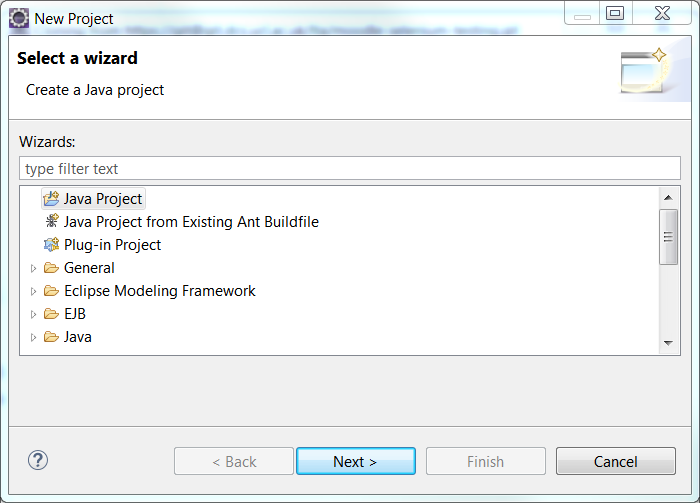 New Project
Select a wizard
Create a Java project
Wizards:
type filter text
Java Project
Java Project from Existing Ant Buildfile
Plug-in Project
General
Eclipse Modeling Framework
EJB
Java
?
< Back
Next >
Finish
Cancel